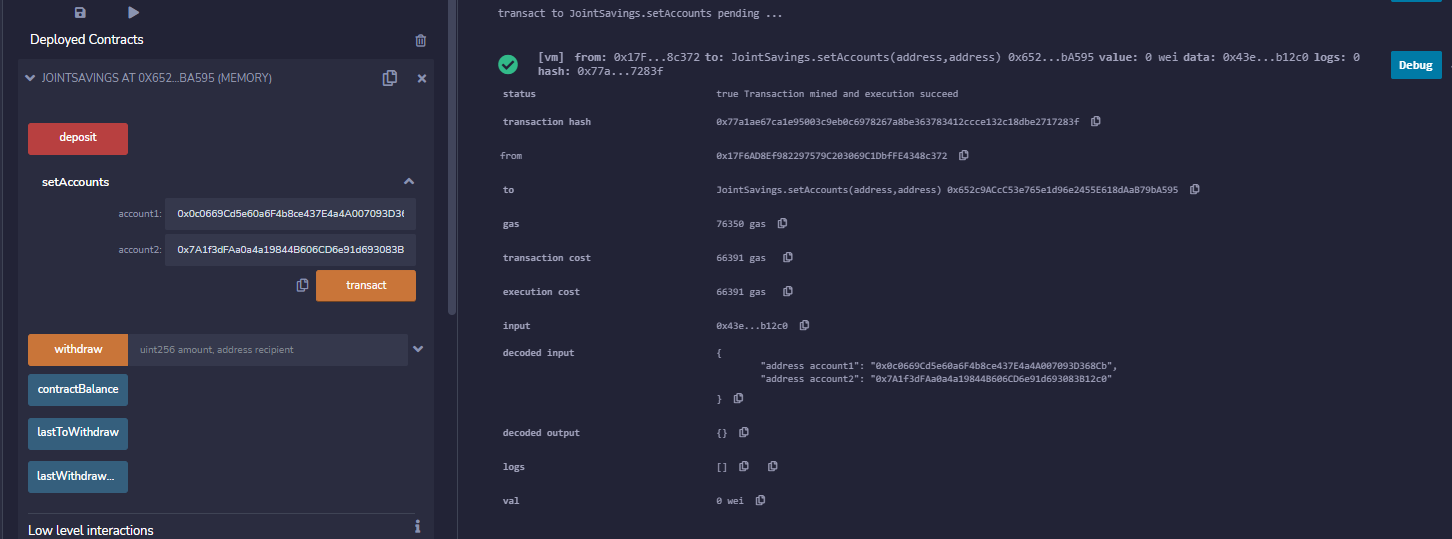 Deployed Contracts
JOINTSAVINGS AT 0X652...BA595 (MEMORY)
deposit
setAccounts
account1: 0x0c0669Cd5e60a6F4b8ce437E4a4A007093D36
account2: 0x7A1f3dFAa0a4a19844B606CD6e91d693083B
transact
withdraw uint256 amount, address recipient
contractBalance
lastToWithdraw
lastWithdraw...
Low level interactions
transact to JointSavings.setAccounts pending ...
[vm] from: 0x17F...8c372 to: JointSavings.setAccounts(address,address) 0x652...bA595 value: 0 wei data: 0x43e...b12c0 logs: 0
hash: 0x77a...7283f
Debug
status true Transaction mined and execution succeed
transaction hash 0x77a1ae67ca1e95003c9eb0c6978267a8be363783412ccce132c18dbe2717283f
from 0x17F6AD8Ef982297579C203069C1DbfFE4348c372
to JointSavings.setAccounts(address,address) 0x652c9ACcC53e765e1d96e2455E618dAaB79bA595
gas 76350 gas
transaction cost 66391 gas
execution cost 66391 gas
input 0x43e...b12c0
decoded input {
"address account1": "0x0c0669Cd5e60a6F4b8ce437E4a4A007093D368Cb",
"address account2": "0x7A1f3dFAa0a4a19844B606CD6e91d693083B12c0"
}
decoded output {}
logs []
val 0 wei